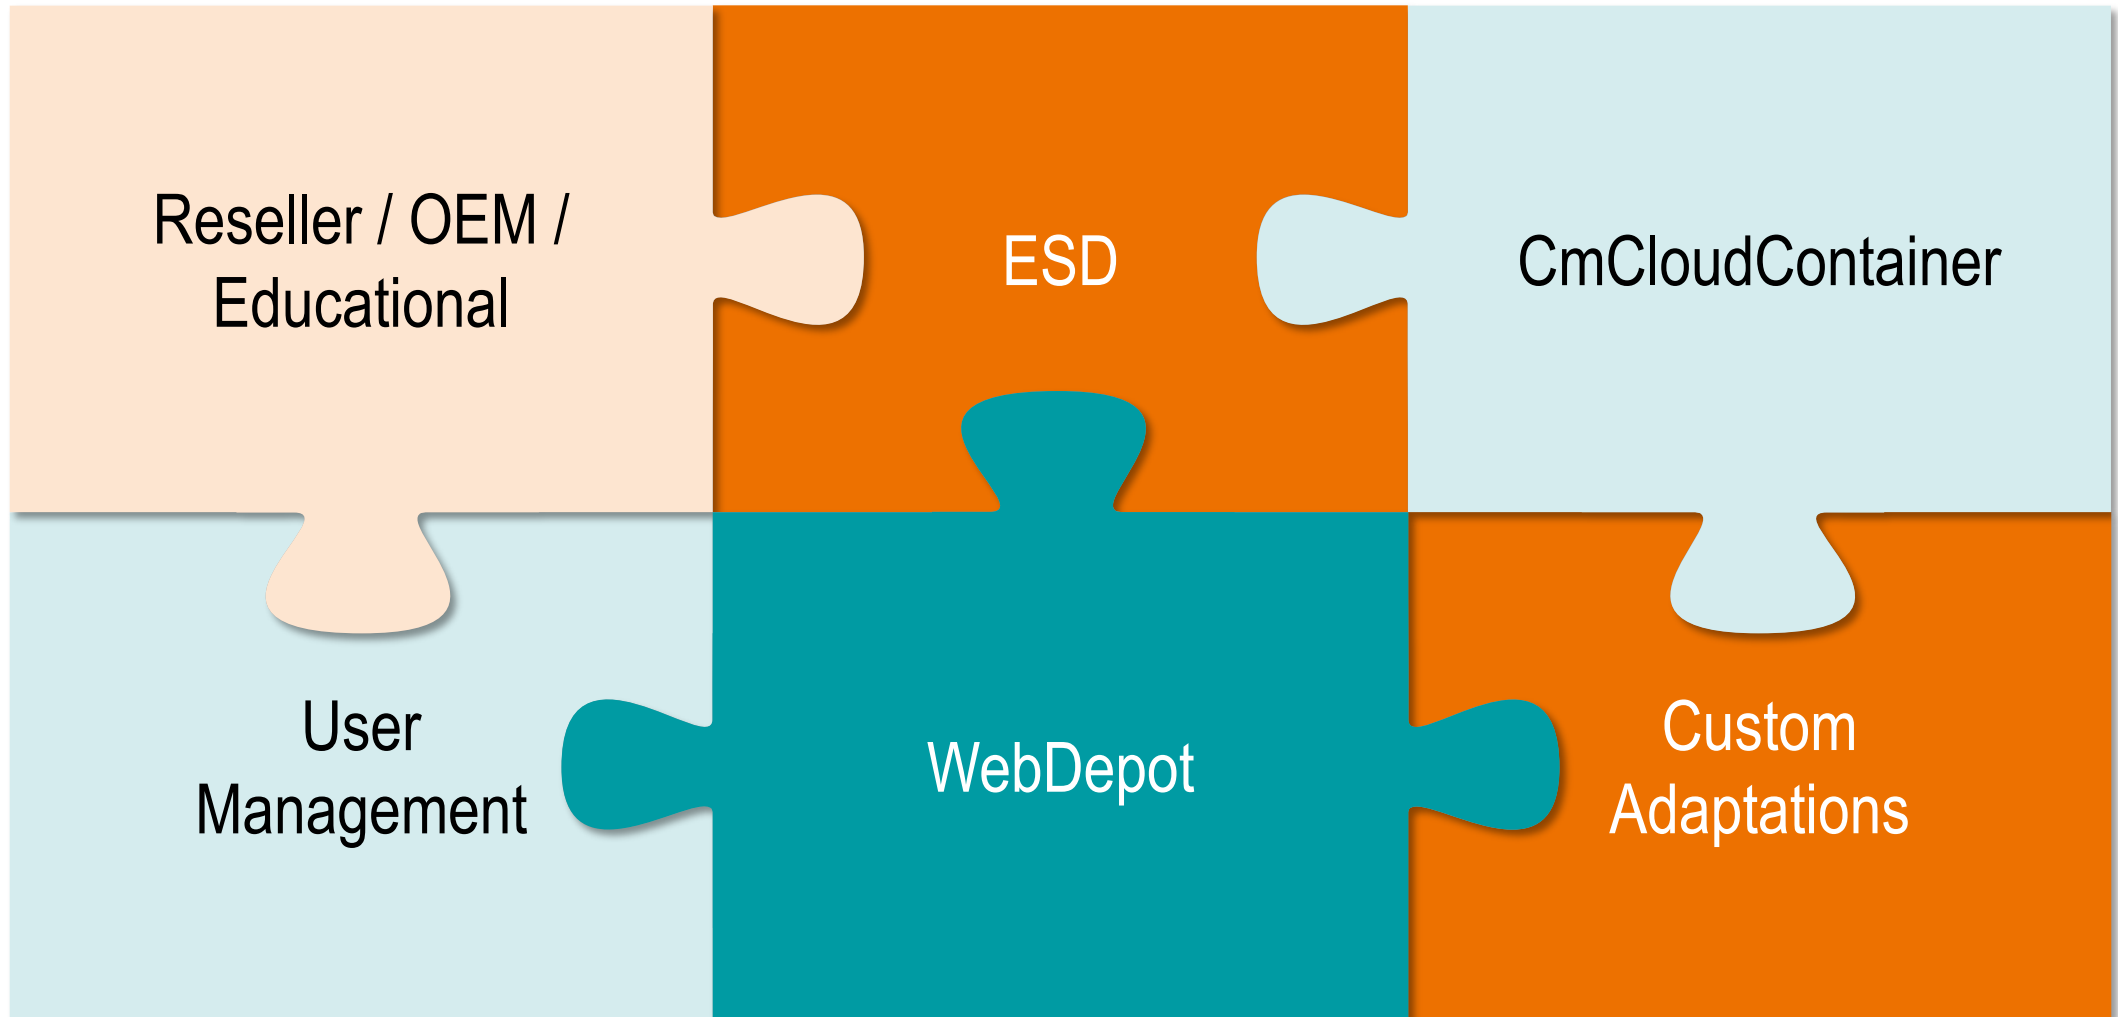 Reseller / OEM /
Educational
ESD
CmCloudContainer
User
Management
WebDepot
Custom
Adaptations